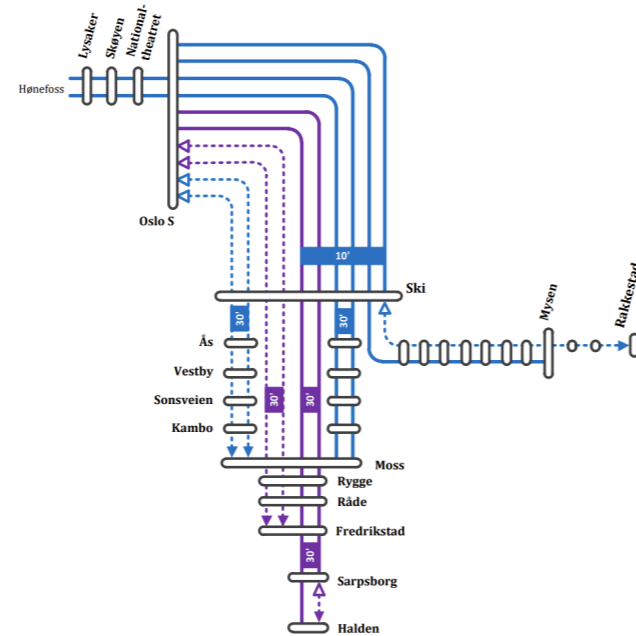 Lysaker
Skøyen
National-
theatret
Hønefoss
Oslo S
10'
Ski
30'
30'
Ås
Vestby
Sonsveien
Kambo
30'
30'
Mysen
Rakkestad
Moss
Rygge
Råde
Fredrikstad
30'
Sarpsborg
Halden